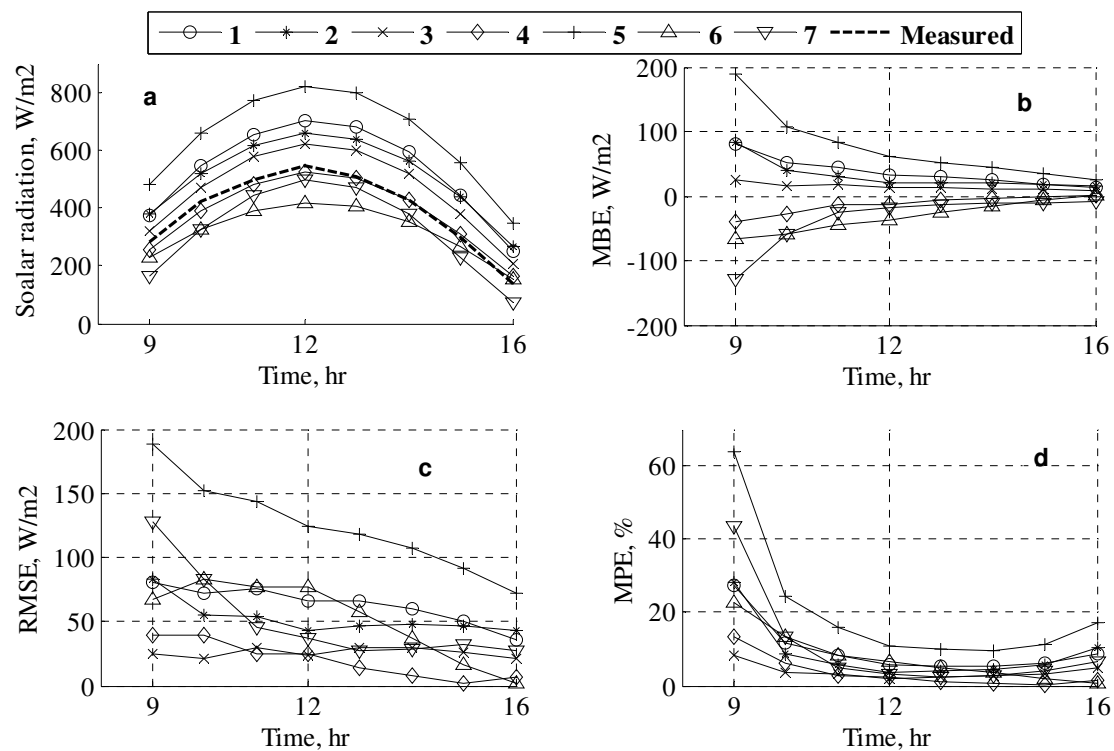 1 2 3 4 5 6 7 Measured
a
Soalar radiation, W/m2
800
600
400
200
0
9 12 16
Time, hr
b
MBE, W/m2
200
100
0
-100
-200
9 12 16
Time, hr
c
RMSE, W/m2
200
150
100
50
0
9 12 16
Time, hr
d
MPE, %
60
40
20
0
9 12 16
Time, hr